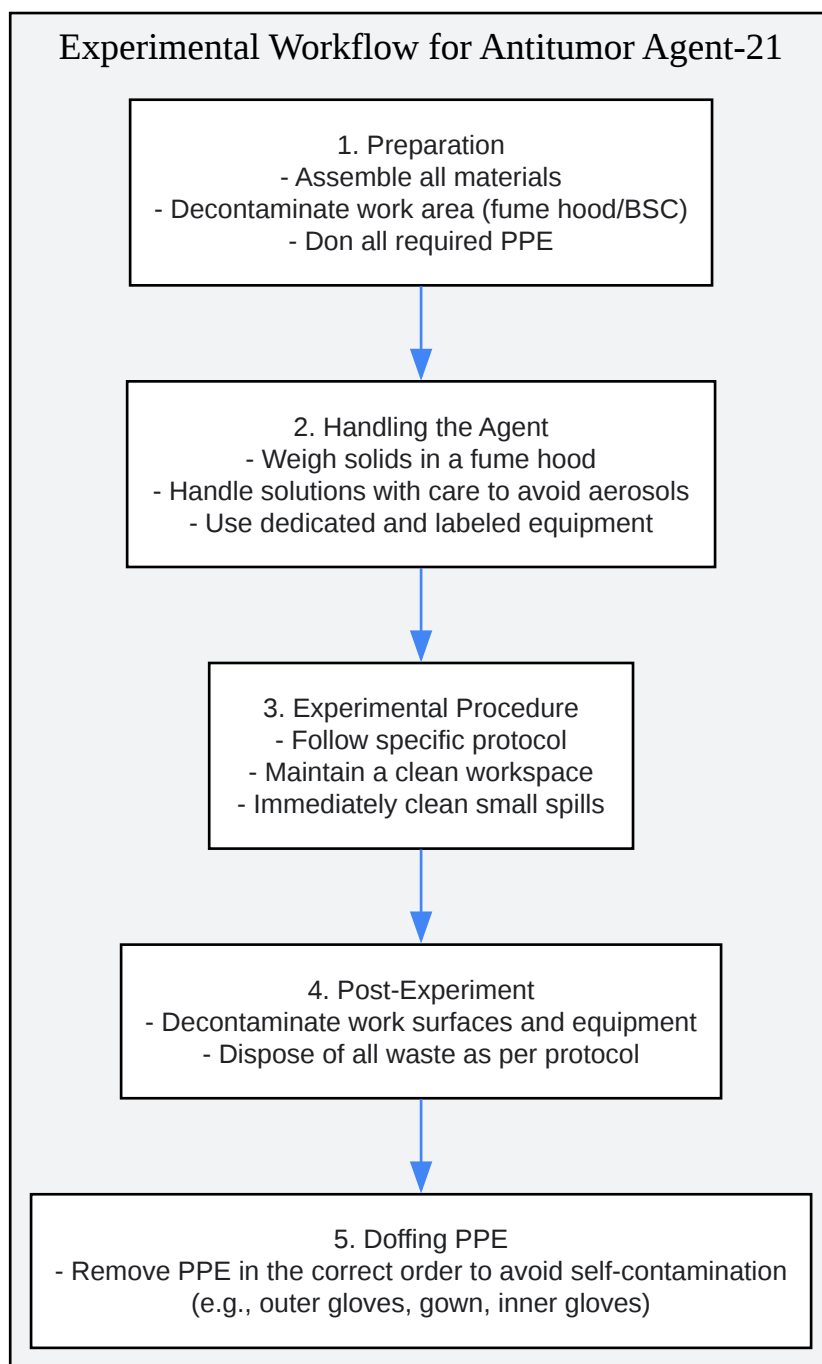 Experimental Workflow for Antitumor Agent-21
1. Preparation
- Assemble all materials
- Decontaminate work area (fume hood/BSC)
- Don all required PPE
2. Handling the Agent
- Weigh solids in a fume hood
- Handle solutions with care to avoid aerosols
- Use dedicated and labeled equipment
3. Experimental Procedure
- Follow specific protocol
- Maintain a clean workspace
- Immediately clean small spills
4. Post-Experiment
- Decontaminate work surfaces and equipment
- Dispose of all waste as per protocol
5. Doffing PPE
- Remove PPE in the correct order to avoid self-contamination
(e.g., outer gloves, gown, inner gloves)